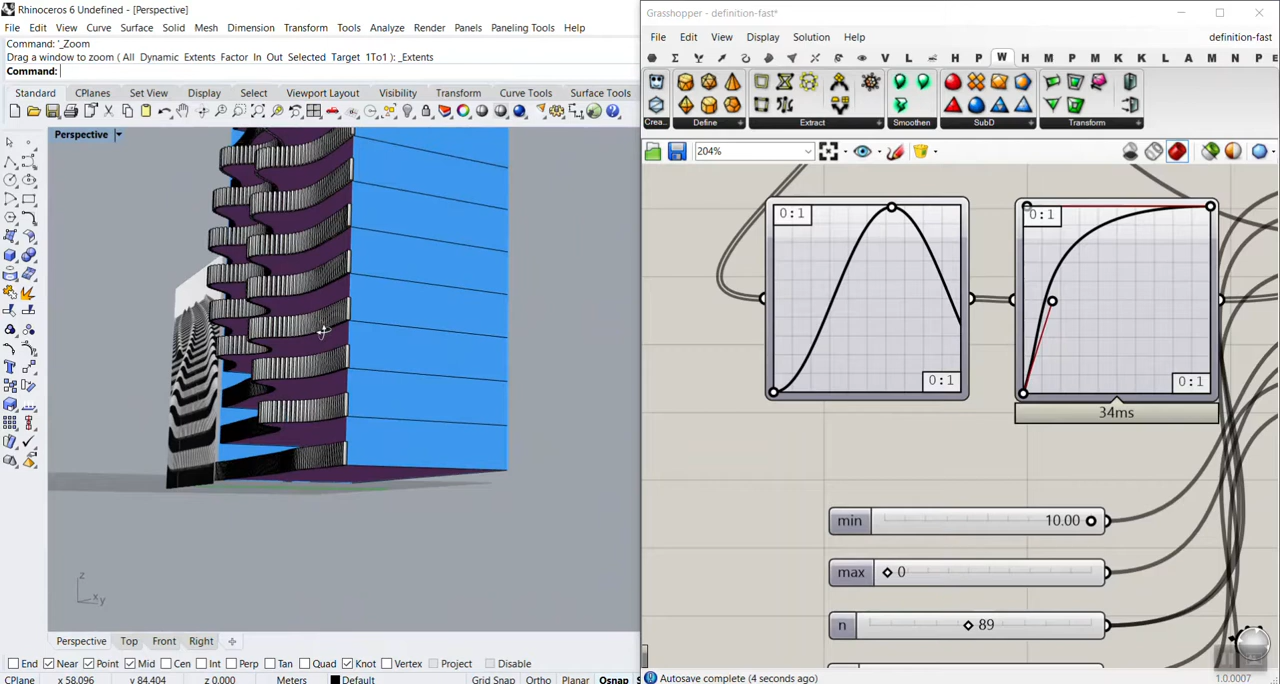 Rhinoceros 6 Undefined - [Perspective]
File Edit View Curve Surface Solid Mesh Dimension Transform Tools Analyze Render Panels Paneling Tools Help
Command: '_Zoom
Drag a window to zoom ( All Dynamic Extents Factor In Out Selected Target 1To1 ): _Extents
Command:
Standard CPlanes Set View Display Select Viewport Layout Visibility Transform Curve Tools Surface Tools
Perspective
Perspective Top Front Right
End Near Point Mid Cen Int Perp Tan Quad Knot Vertex Project Disable
CPlane x 58.096 y 84.404 z 0.000 Meters Default Grid Snap Ortho Planar Osnap
Grasshopper - definition-fast*
File Edit View Display Solution Help
definition-fast
V L H P W H M K K L A M N P
Crea... Define Extract Smoothen SubD Transform
204%
0:1
0:1
0:1
0:1
34ms
min 10.00
max 0
n 89
Autosave complete (4 seconds ago)
1.0.0007